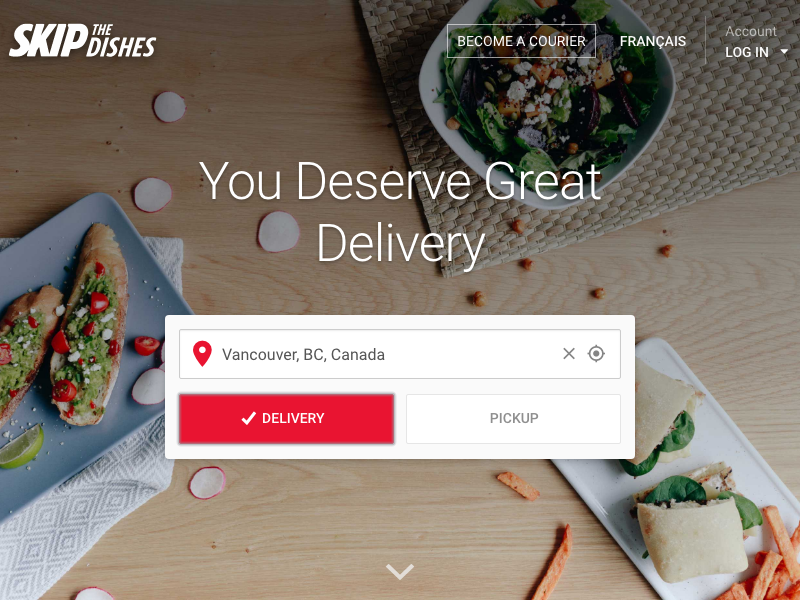 SKIP THE DISHES
BECOME A COURIER
FRANÇAIS
Account
LOG IN
You Deserve Great
Delivery
Vancouver, BC, Canada
DELIVERY
PICKUP